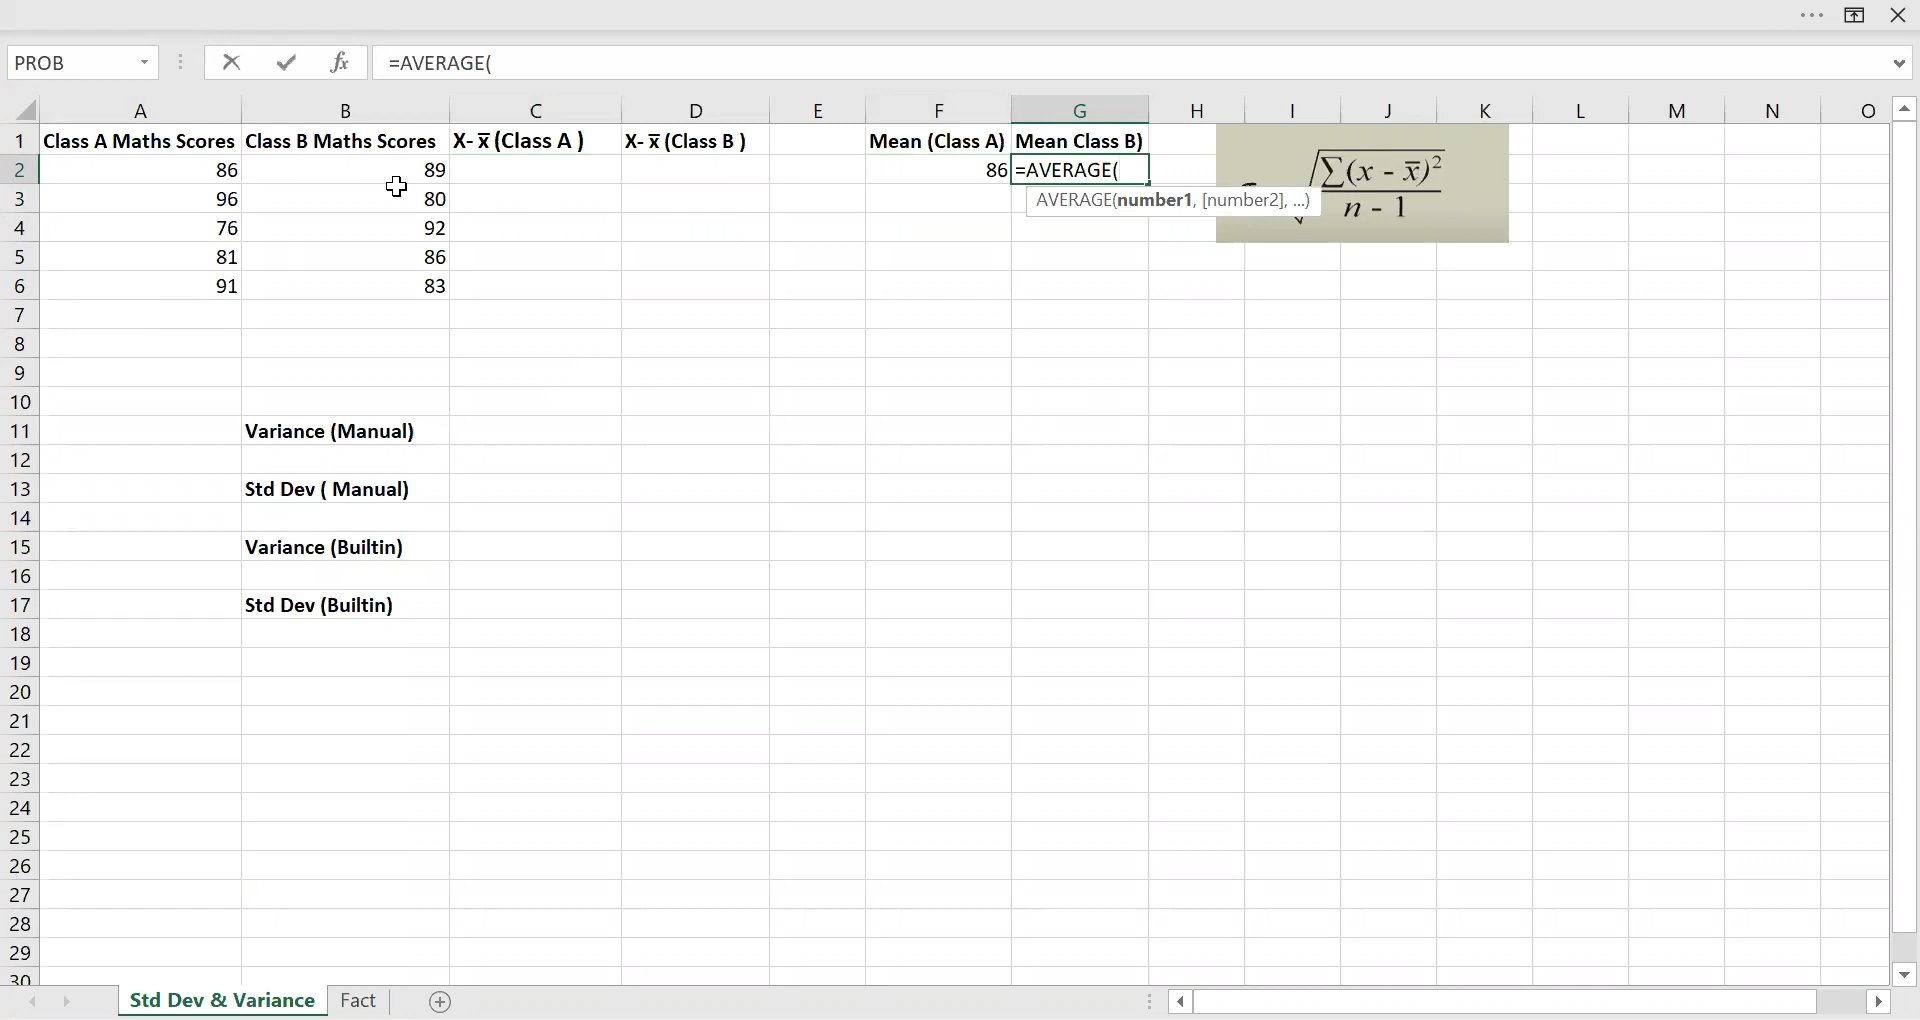 PROB fx =AVERAGE(
A B C D E F G H I J K L M N O
1 Class A Maths Scores Class B Maths Scores X- x̅ (Class A ) X- x̅ (Class B ) Mean (Class A) Mean Class B)
2 86 89 86 =AVERAGE(
3 96 80 AVERAGE(number1, [number2], ...)
√∑(x - x̅)²
n - 1
4 76 92
5 81 86
6 91 83
7
8
9
10
11 Variance (Manual)
12
13 Std Dev ( Manual)
14
15 Variance (Builtin)
16
17 Std Dev (Builtin)
18
19
20
21
22
23
24
25
26
27
28
29
30
Std Dev & Variance Fact